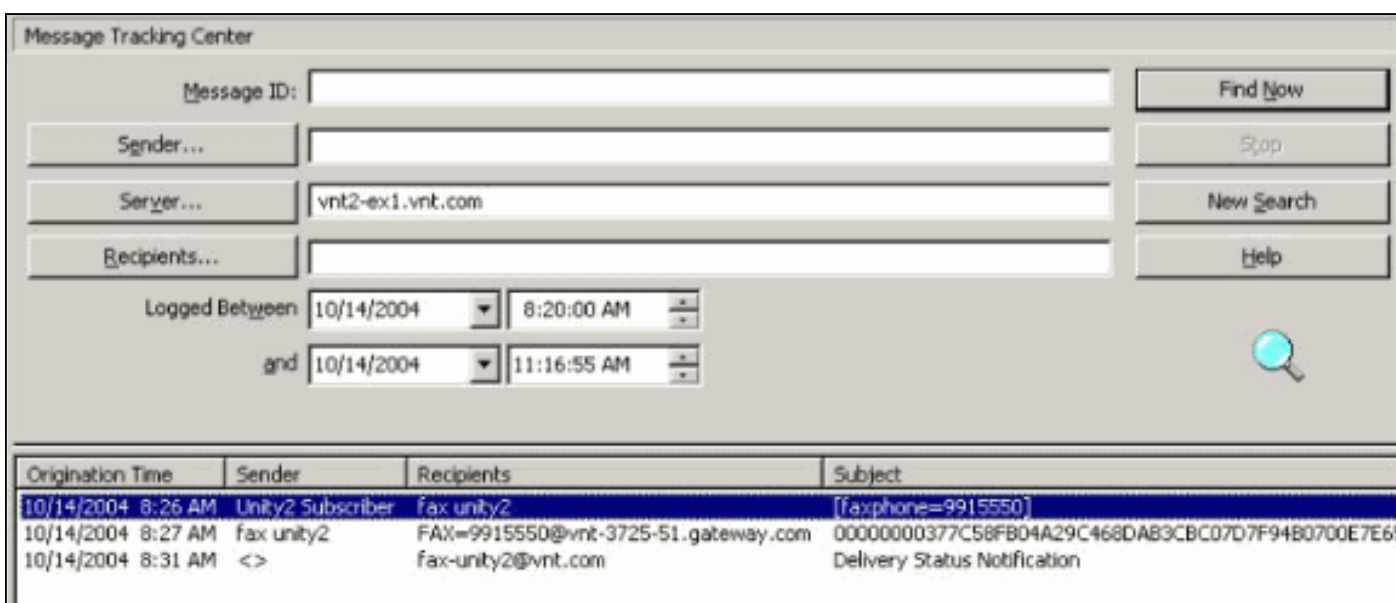 Message Tracking Center
Message ID:
Find Now
Sender...
Stop
Server... vnt2-ex1.vnt.com
New Search
Recipients...
Help
Logged Between 10/14/2004 8:20:00 AM
and 10/14/2004 11:16:55 AM
Origination Time Sender Recipients Subject
10/14/2004 8:26 AM Unity2 Subscriber fax unity2 [faxphone=9915550]
10/14/2004 8:27 AM fax unity2 FAX=9915550@vnt-3725-51.gateway.com
10/14/2004 8:31 AM <> fax-unity2@vnt.com Delivery Status Notification